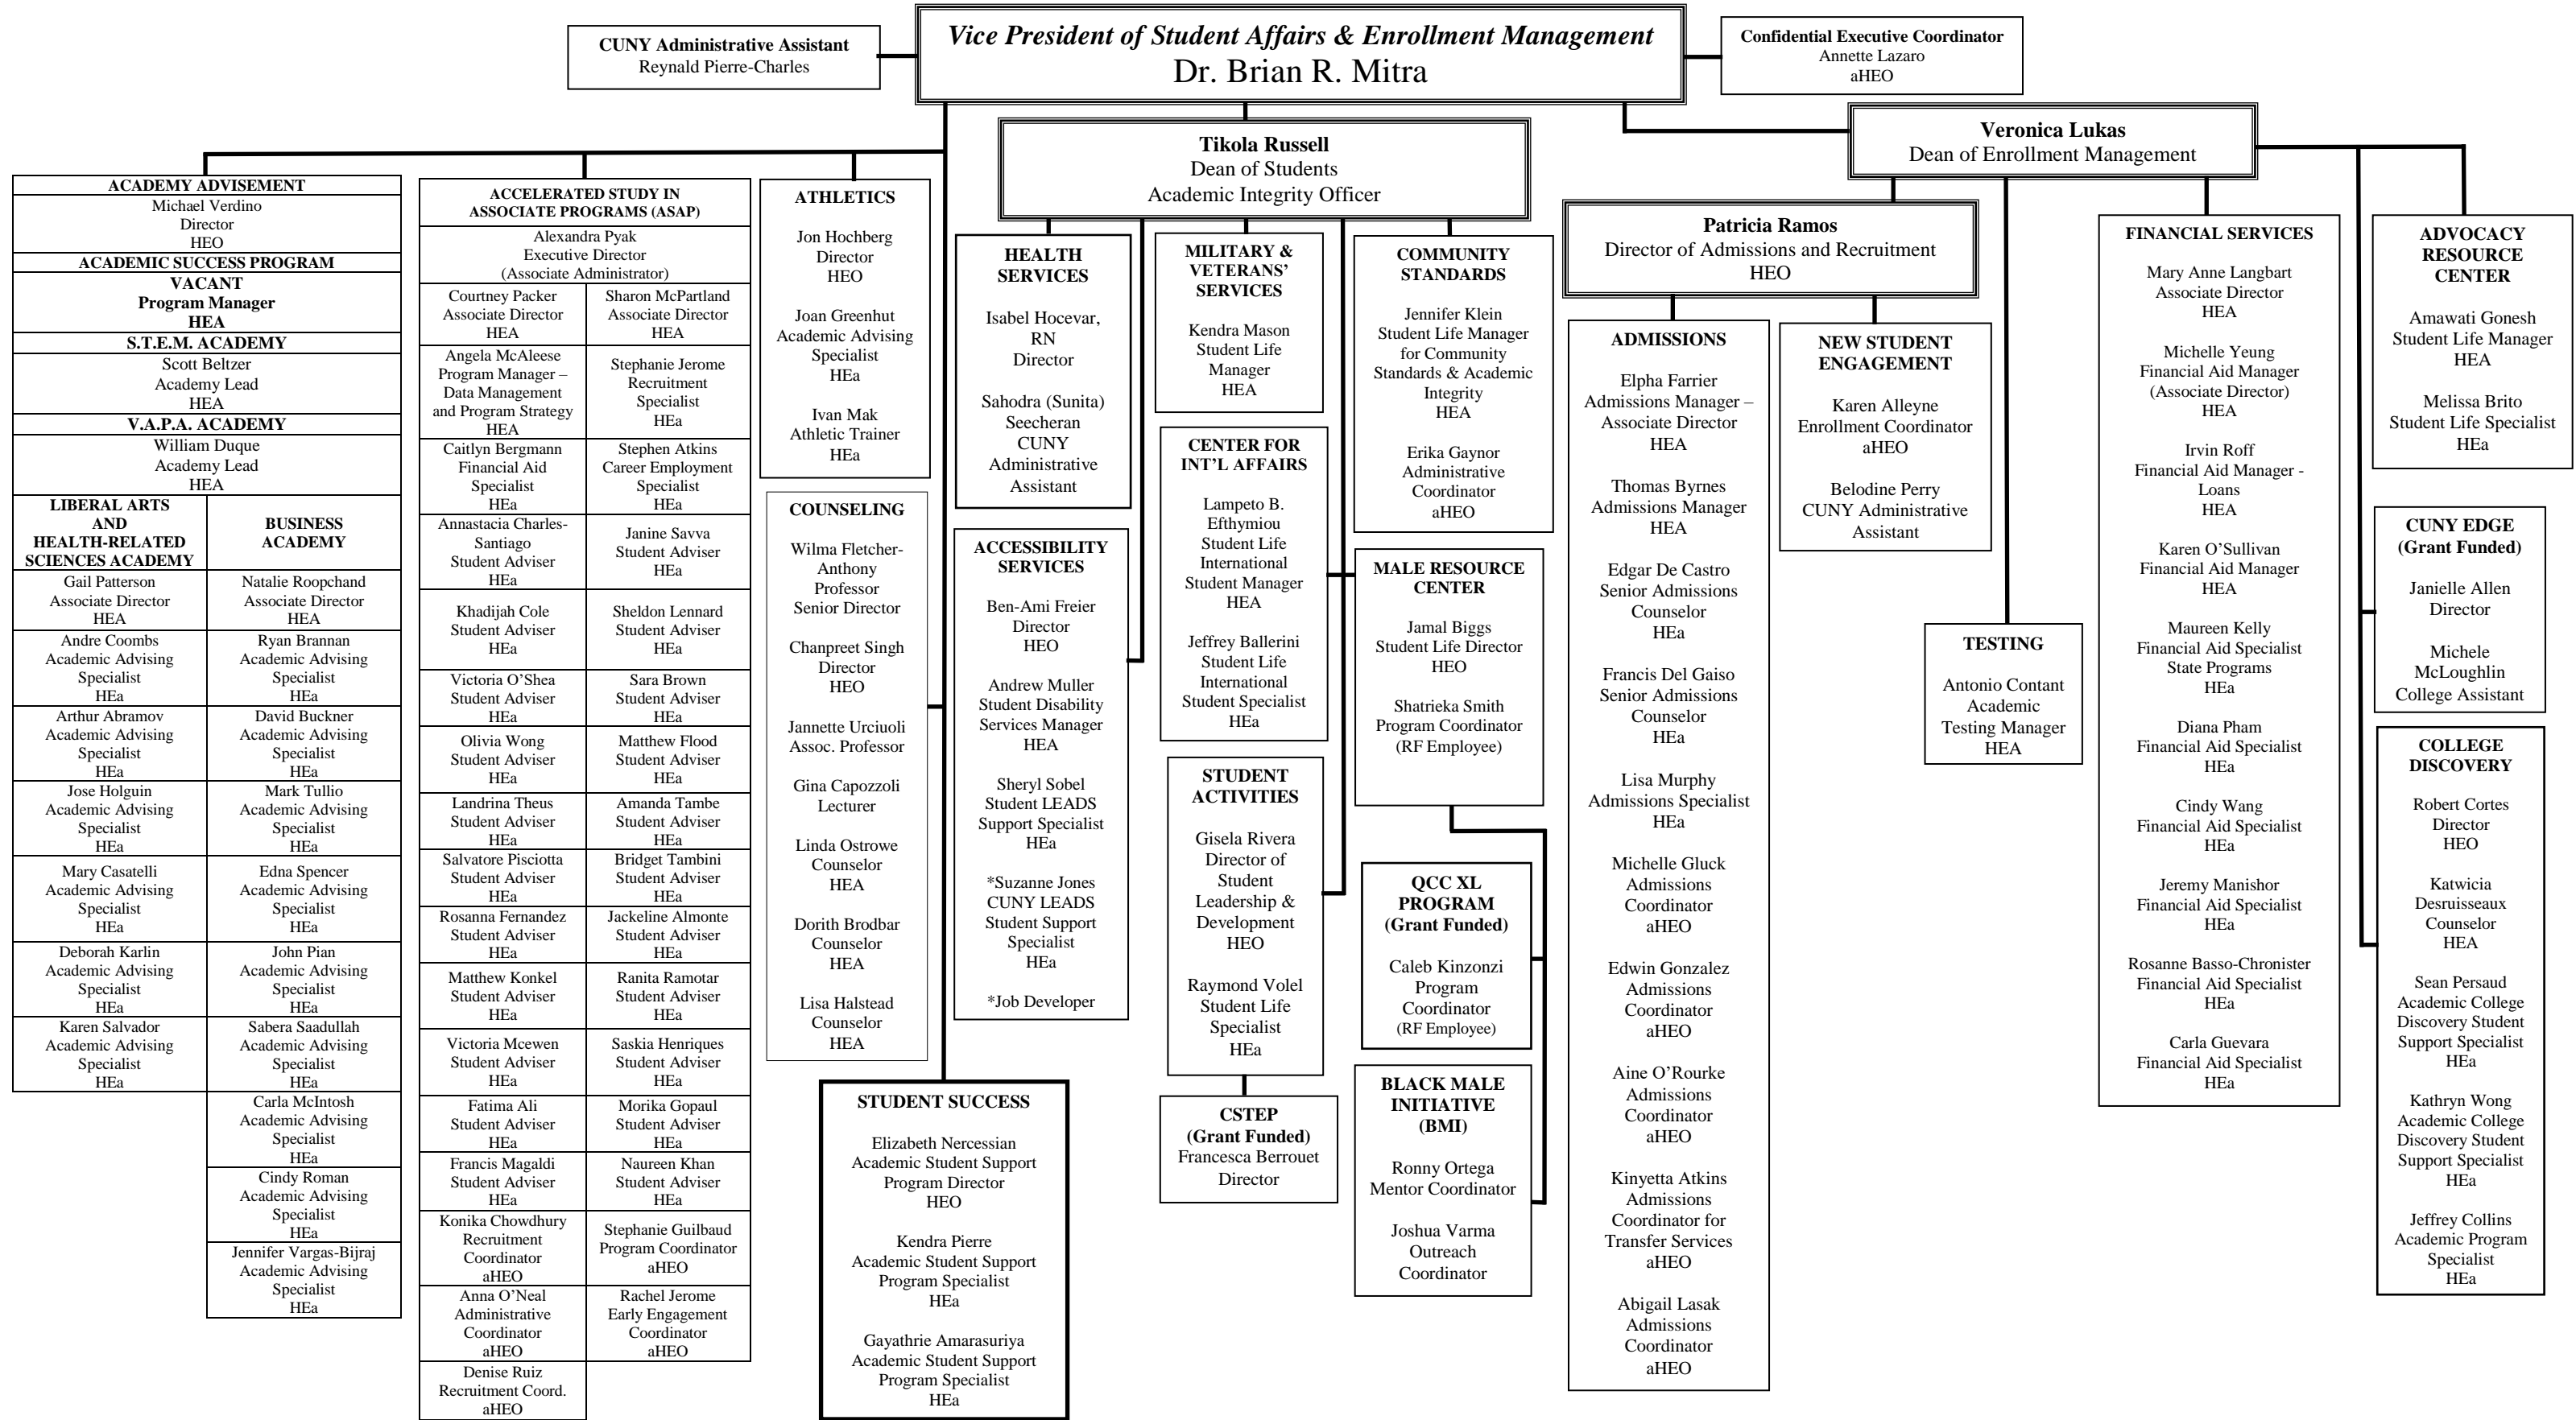 CUNY Administrative Assistant
Reynald Pierre-Charles
Vice President of Student Affairs & Enrollment Management
Dr. Brian R. Mitra
Confidential Executive Coordinator
Annette Lazaro
aHEO
Tikola Russell
Dean of Students
Academic Integrity Officer
Veronica Lukas
Dean of Enrollment Management
ACADEMY ADVISEMENT
Michael Verdino
Director
HEO
ACADEMIC SUCCESS PROGRAM
VACANT
Program Manager
HEA
S.T.E.M. ACADEMY
Scott Beltzer
Academy Lead
HEA
V.A.P.A. ACADEMY
William Duque
Academy Lead
HEA
LIBERAL ARTS
AND
HEALTH-RELATED
SCIENCES ACADEMY
Gail Patterson
Associate Director
HEA
Andre Coombs
Academic Advising
Specialist
HEa
Arthur Abramov
Academic Advising
Specialist
HEa
Jose Holguin
Academic Advising
Specialist
HEa
Mary Casatelli
Academic Advising
Specialist
HEa
Deborah Karlin
Academic Advising
Specialist
HEa
Karen Salvador
Academic Advising
Specialist
HEa
BUSINESS
ACADEMY
Natalie Roopchand
Associate Director
HEA
Ryan Brannan
Academic Advising
Specialist
HEa
David Buckner
Academic Advising
Specialist
HEa
Mark Tullio
Academic Advising
Specialist
HEa
Edna Spencer
Academic Advising
Specialist
HEa
John Pian
Academic Advising
Specialist
HEa
Sabera Saadullah
Academic Advising
Specialist
HEa
Carla McIntosh
Academic Advising
Specialist
HEa
Cindy Roman
Academic Advising
Specialist
HEa
Jennifer Vargas-Bijraj
Academic Advising
Specialist
HEa
ACCELERATED STUDY IN
ASSOCIATE PROGRAMS (ASAP)
Alexandra Pyak
Executive Director
(Associate Administrator)
Courtney Packer
Associate Director
HEA
Sharon McPartland
Associate Director
HEA
Angela McAleese
Program Manager –
Data Management
and Program Strategy
HEA
Stephanie Jerome
Recruitment
Specialist
HEa
Caitlyn Bergmann
Financial Aid
Specialist
HEa
Stephen Atkins
Career Employment
Specialist
HEa
Annastacia Charles-
Santiago
Student Adviser
HEa
Janine Savva
Student Adviser
HEa
Khadijah Cole
Student Adviser
HEa
Sheldon Lennard
Student Adviser
HEa
Victoria O’Shea
Student Adviser
HEa
Sara Brown
Student Adviser
HEa
Olivia Wong
Student Adviser
HEa
Matthew Flood
Student Adviser
HEa
Landrina Theus
Student Adviser
HEa
Amanda Tambe
Student Adviser
HEa
Salvatore Pisciotta
Student Adviser
HEa
Bridget Tambini
Student Adviser
HEa
Rosanna Fernandez
Student Adviser
HEa
Jackeline Almonte
Student Adviser
HEa
Matthew Konkel
Student Adviser
HEa
Ranita Ramotar
Student Adviser
HEa
Victoria Mcewen
Student Adviser
HEa
Saskia Henriques
Student Adviser
HEa
Fatima Ali
Student Adviser
HEa
Morika Gopaul
Student Adviser
HEa
Francis Magaldi
Student Adviser
HEa
Naureen Khan
Student Adviser
HEa
Konika Chowdhury
Recruitment
Coordinator
aHEO
Stephanie Guilbaud
Program Coordinator
aHEO
Anna O’Neal
Administrative
Coordinator
aHEO
Rachel Jerome
Early Engagement
Coordinator
aHEO
Denise Ruiz
Recruitment Coord.
aHEO
ATHLETICS
Jon Hochberg
Director
HEO
Joan Greenhut
Academic Advising
Specialist
HEa
Ivan Mak
Athletic Trainer
HEa
COUNSELING
Wilma Fletcher-
Anthony
Professor
Senior Director
Chanpreet Singh
Director
HEO
Jannette Urciuoli
Assoc. Professor
Gina Capozzoli
Lecturer
Linda Ostrowe
Counselor
HEA
Dorith Brodbar
Counselor
HEA
Lisa Halstead
Counselor
HEA
STUDENT SUCCESS
Elizabeth Nercessian
Academic Student Support
Program Director
HEO
Kendra Pierre
Academic Student Support
Program Specialist
HEa
Gayathrie Amarasuriya
Academic Student Support
Program Specialist
HEa
HEALTH
SERVICES
Isabel Hocevar,
RN
Director
Sahodra (Sunita)
Seecheran
CUNY
Administrative
Assistant
ACCESSIBILITY
SERVICES
Ben-Ami Freier
Director
HEO
Andrew Muller
Student Disability
Services Manager
HEA
Sheryl Sobel
Student LEADS
Support Specialist
HEa
*Suzanne Jones
CUNY LEADS
Student Support
Specialist
HEa
*Job Developer
MILITARY &
VETERANS’
SERVICES
Kendra Mason
Student Life
Manager
HEA
CENTER FOR
INT’L AFFAIRS
Lampeto B.
Efthymiou
Student Life
International
Student Manager
HEA
Jeffrey Ballerini
Student Life
International
Student Specialist
HEa
STUDENT
ACTIVITIES
Gisela Rivera
Director of
Student
Leadership &
Development
HEO
Raymond Volel
Student Life
Specialist
HEa
CSTEP
(Grant Funded)
Francesca Berrouet
Director
COMMUNITY
STANDARDS
Jennifer Klein
Student Life Manager
for Community
Standards & Academic
Integrity
HEA
Erika Gaynor
Administrative
Coordinator
aHEO
MALE RESOURCE
CENTER
Jamal Biggs
Student Life Director
HEO
Shatrieka Smith
Program Coordinator
(RF Employee)
QCC XL
PROGRAM
(Grant Funded)
Caleb Kinzonzi
Program
Coordinator
(RF Employee)
BLACK MALE
INITIATIVE
(BMI)
Ronny Ortega
Mentor Coordinator
Joshua Varma
Outreach
Coordinator
Patricia Ramos
Director of Admissions and Recruitment
HEO
ADMISSIONS
Elpha Farrier
Admissions Manager –
Associate Director
HEA
Thomas Byrnes
Admissions Manager
HEA
Edgar De Castro
Senior Admissions
Counselor
HEa
Francis Del Gaiso
Senior Admissions
Counselor
HEa
Lisa Murphy
Admissions Specialist
HEa
Michelle Gluck
Admissions
Coordinator
aHEO
Edwin Gonzalez
Admissions
Coordinator
aHEO
Aine O’Rourke
Admissions
Coordinator
aHEO
Kinyetta Atkins
Admissions
Coordinator for
Transfer Services
aHEO
Abigail Lasak
Admissions
Coordinator
aHEO
NEW STUDENT
ENGAGEMENT
Karen Alleyne
Enrollment Coordinator
aHEO
Belodine Perry
CUNY Administrative
Assistant
TESTING
Antonio Contant
Academic
Testing Manager
HEA
FINANCIAL SERVICES
Mary Anne Langbart
Associate Director
HEA
Michelle Yeung
Financial Aid Manager
(Associate Director)
HEA
Irvin Roff
Financial Aid Manager -
Loans
HEA
Karen O’Sullivan
Financial Aid Manager
HEA
Maureen Kelly
Financial Aid Specialist
State Programs
HEa
Diana Pham
Financial Aid Specialist
HEa
Cindy Wang
Financial Aid Specialist
HEa
Jeremy Manishor
Financial Aid Specialist
HEa
Rosanne Basso-Chronister
Financial Aid Specialist
HEa
Carla Guevara
Financial Aid Specialist
HEa
ADVOCACY
RESOURCE
CENTER
Amawati Gonesh
Student Life Manager
HEA
Melissa Brito
Student Life Specialist
HEa
CUNY EDGE
(Grant Funded)
Janielle Allen
Director
Michele
McLoughlin
College Assistant
COLLEGE
DISCOVERY
Robert Cortes
Director
HEO
Katwicia
Desruisseaux
Counselor
HEA
Sean Persaud
Academic College
Discovery Student
Support Specialist
HEa
Kathryn Wong
Academic College
Discovery Student
Support Specialist
HEa
Jeffrey Collins
Academic Program
Specialist
HEa